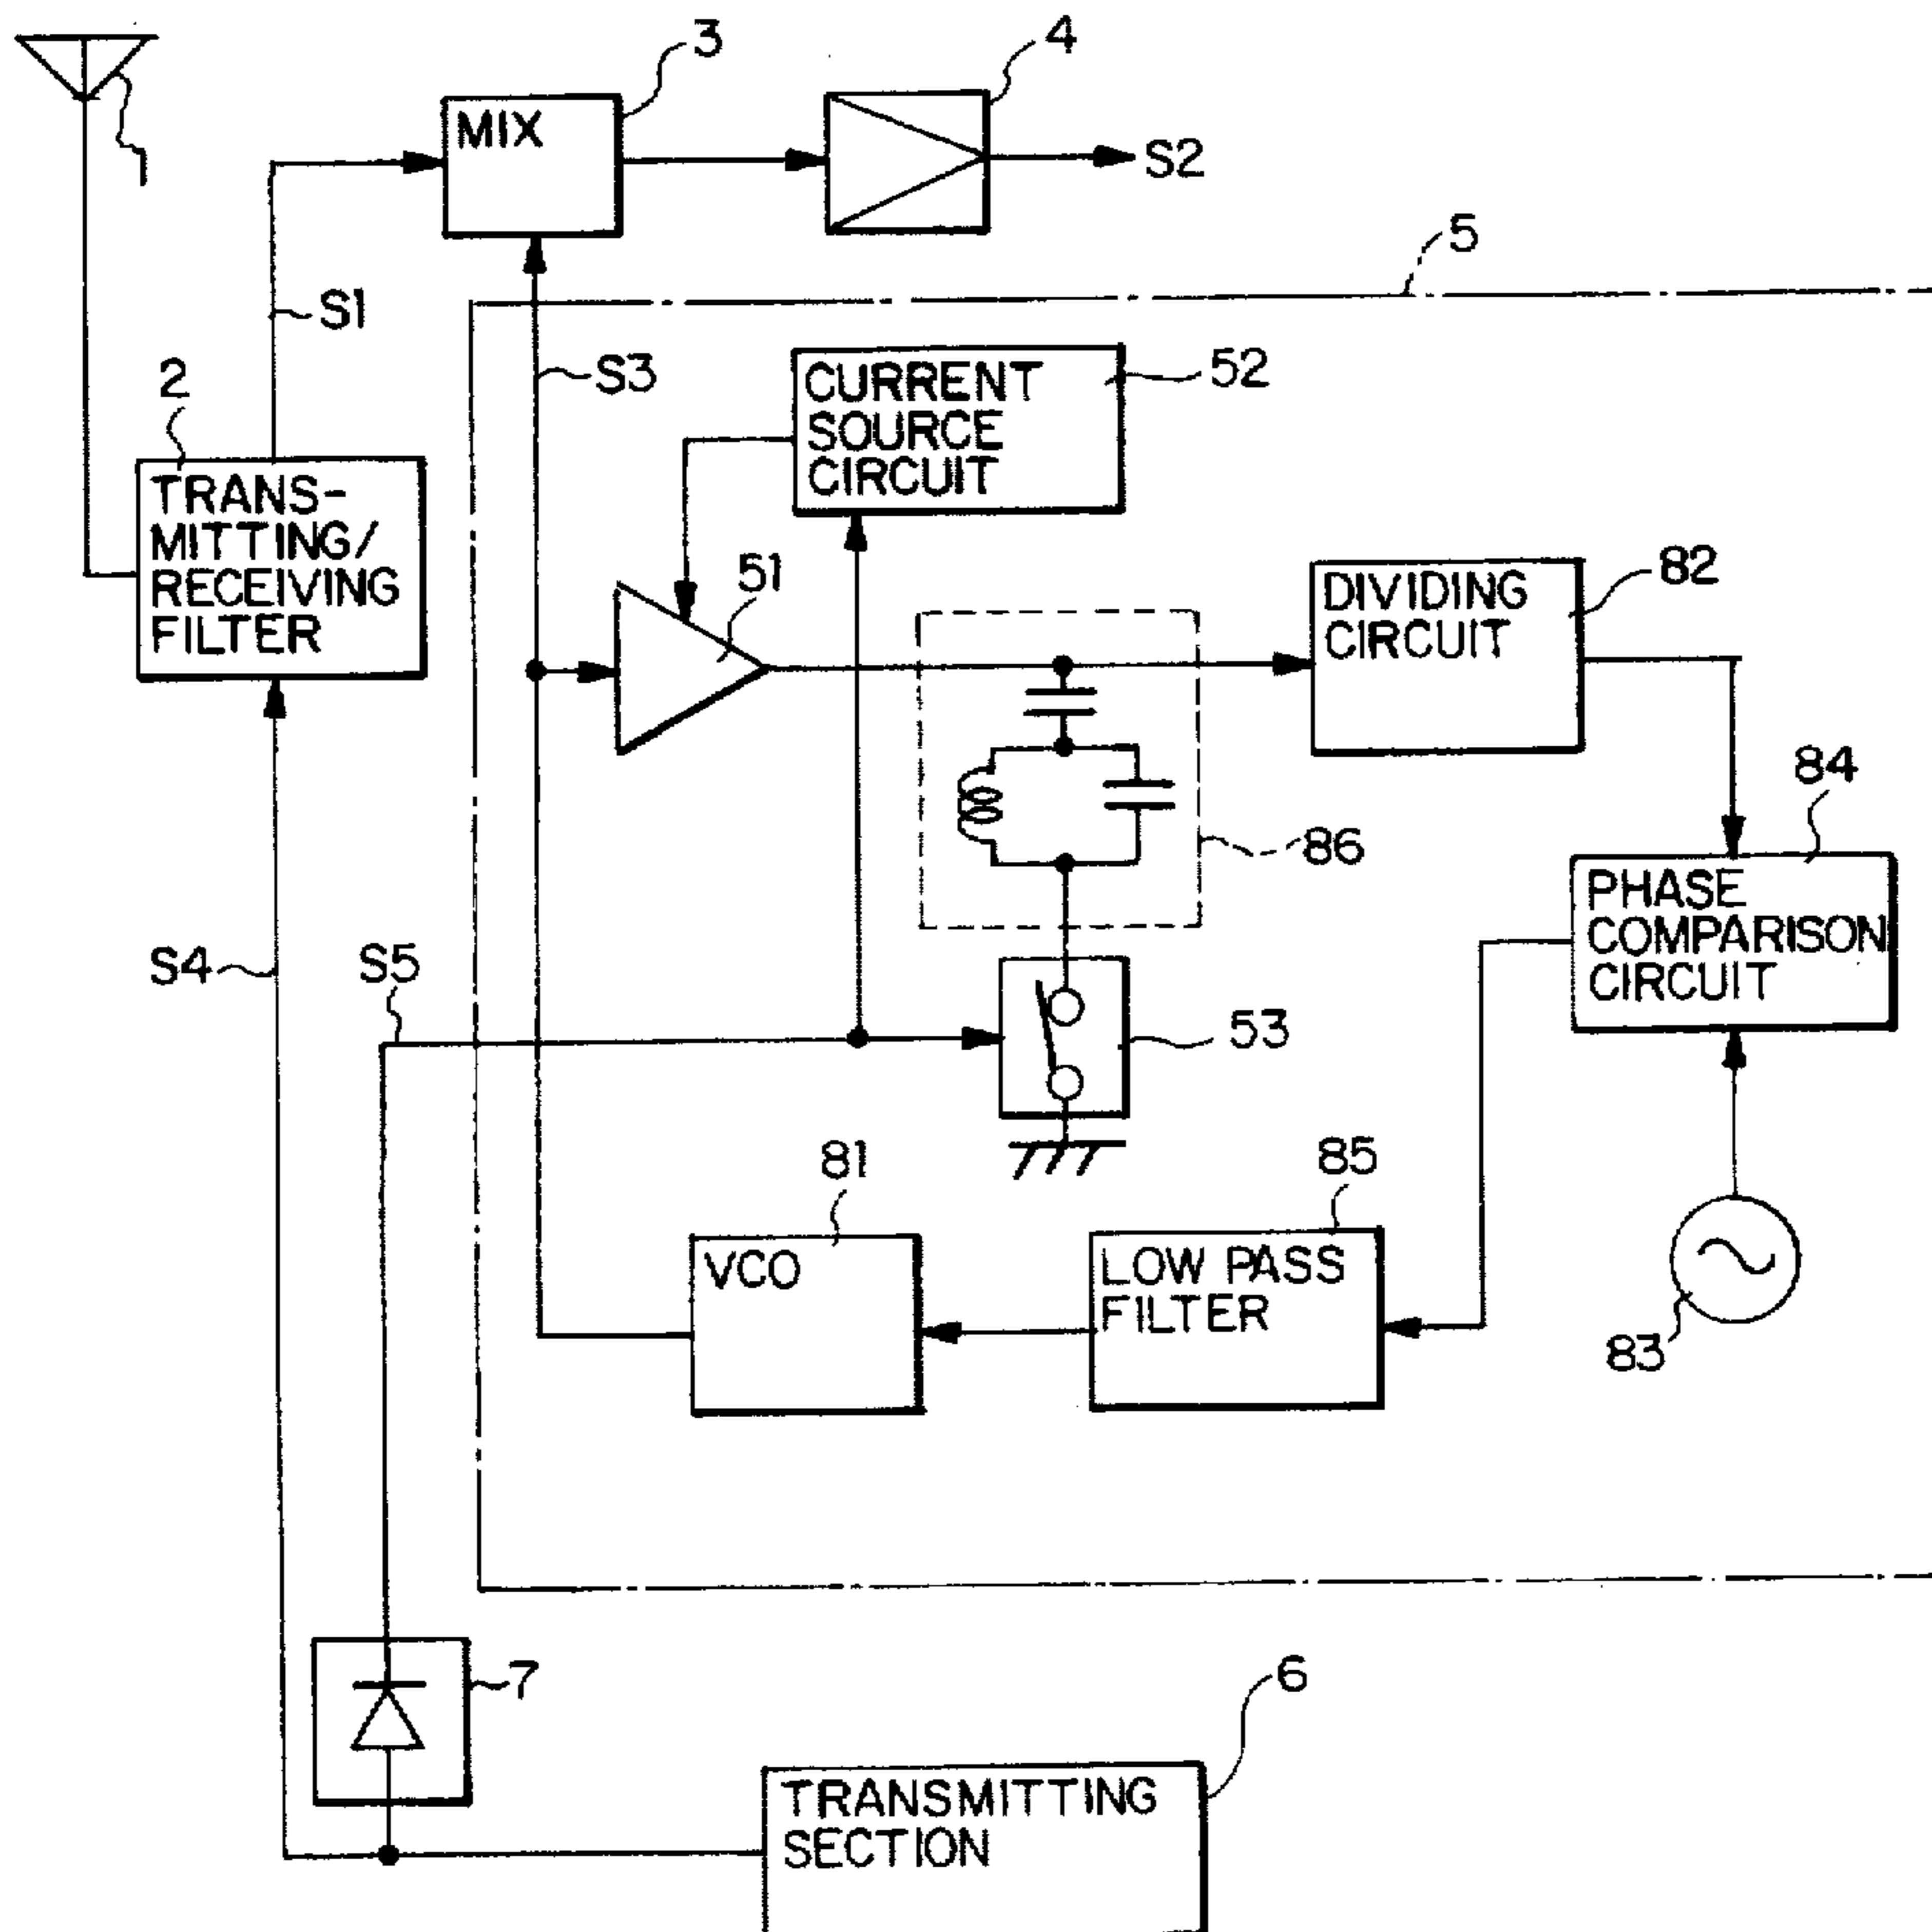 3
4
MIX
S2
1
5
S1
S3
CURRENT
SOURCE
CIRCUIT
52
2
TRANS-
MITTING/
RECEIVING
FILTER
51
DIVIDING
CIRCUIT
82
84
86
PHASE
COMPARISON
CIRCUIT
S4
S5
53
81
85
VCO
LOW PASS
FILTER
83
7
6
TRANSMITTING
SECTION